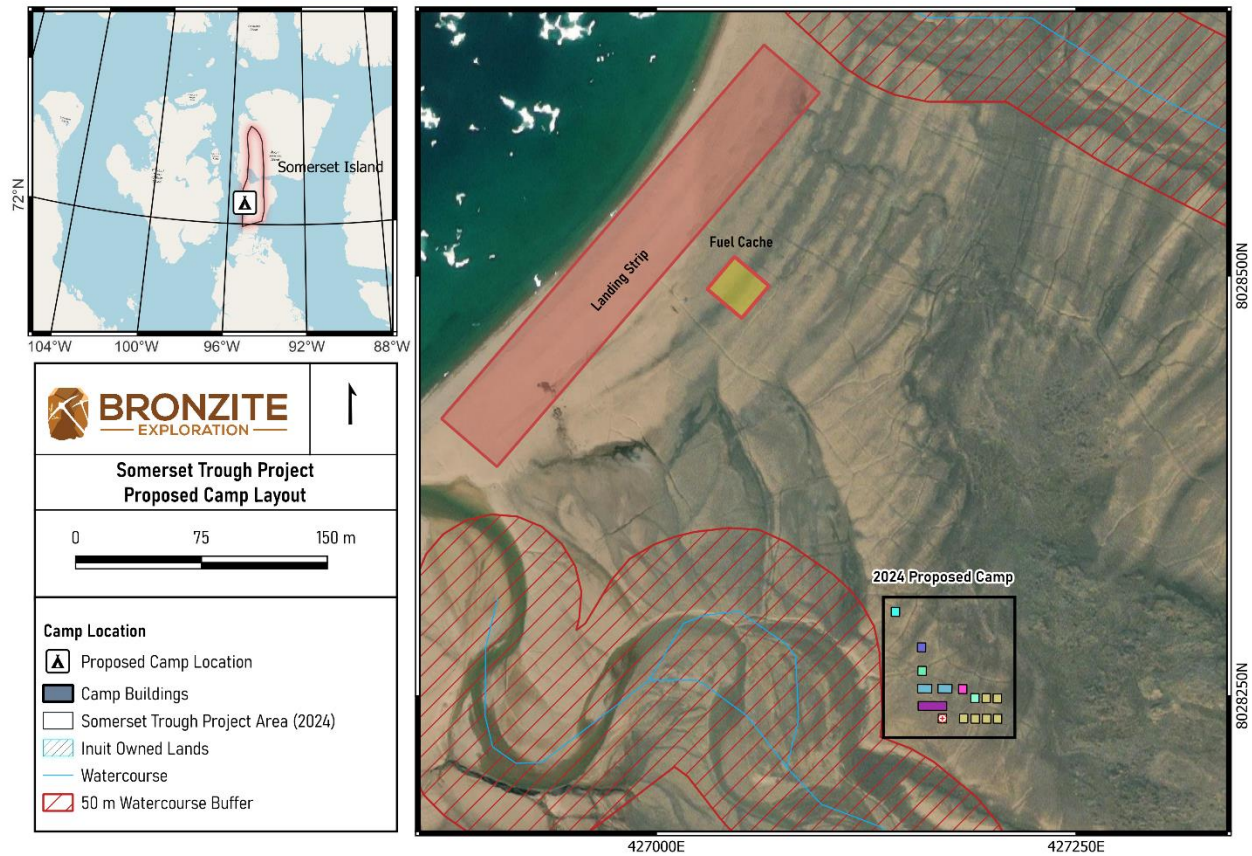 Somerset Island
72°N
104°W
100°W
96°W
92°W
88°W
BRONZITE
EXPLORATION
Somerset Trough Project
Proposed Camp Layout
0
75
150 m
Camp Location
Proposed Camp Location
Camp Buildings
Somerset Trough Project Area (2024)
Inuit Owned Lands
Watercourse
50 m Watercourse Buffer
Fuel Cache
Landing Strip
2024 Proposed Camp
8028500N
8028250N
427000E
427250E